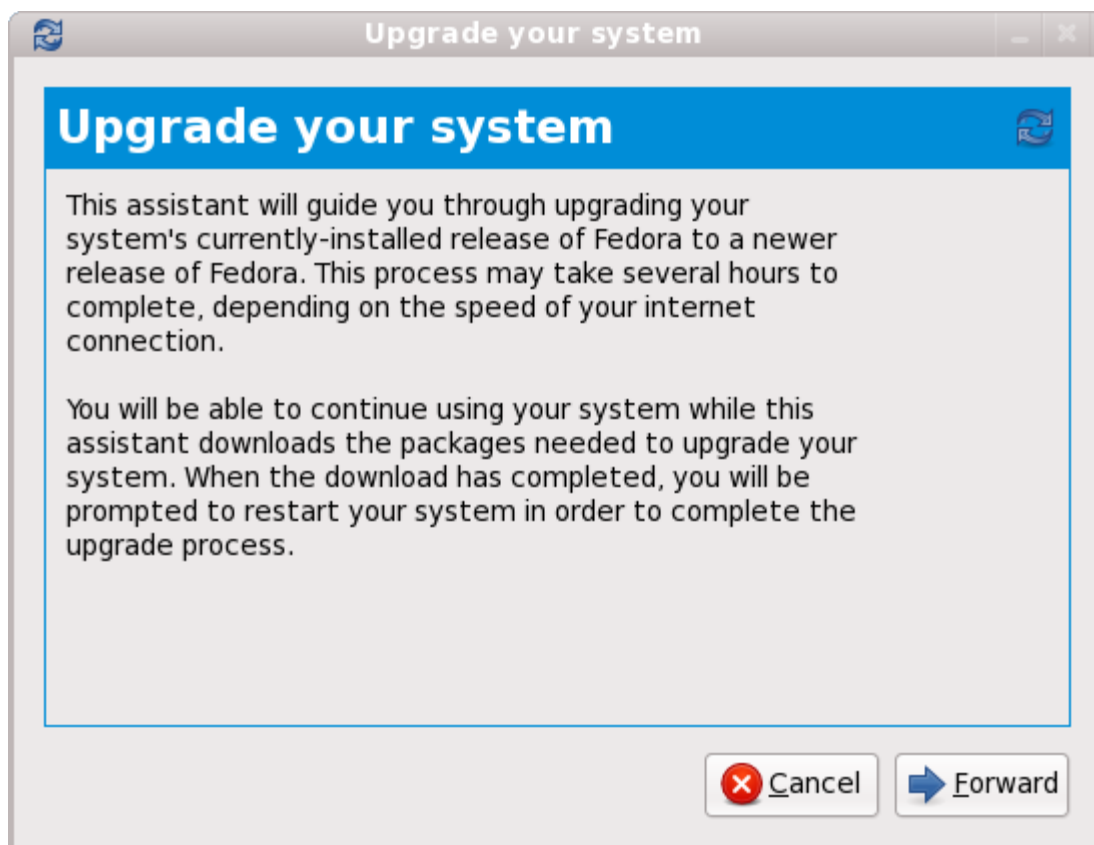 Upgrade your system
Upgrade your system
This assistant will guide you through upgrading your
system's currently-installed release of Fedora to a newer
release of Fedora. This process may take several hours to
complete, depending on the speed of your internet
connection.
You will be able to continue using your system while this
assistant downloads the packages needed to upgrade your
system. When the download has completed, you will be
prompted to restart your system in order to complete the
upgrade process.
Cancel
Forward